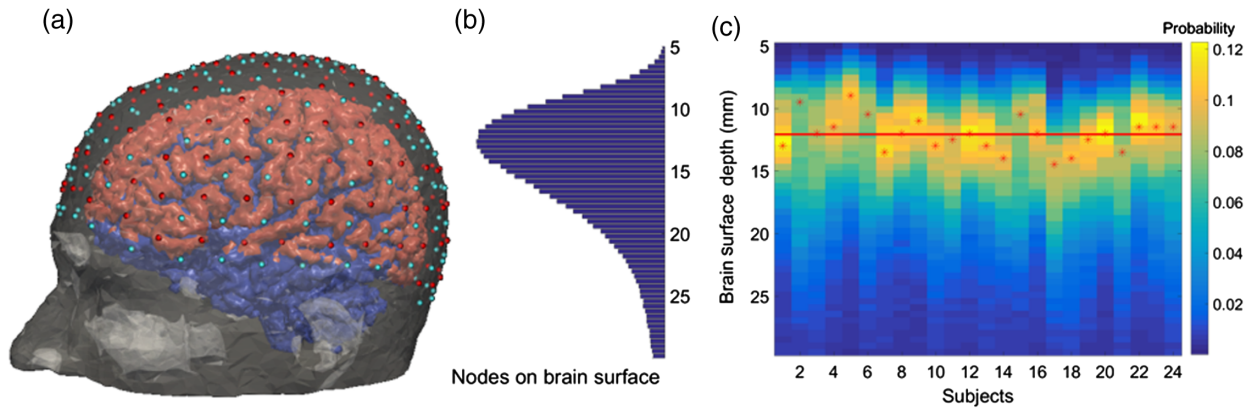 (a)
(b)
5
10
15
20
25
Nodes on brain surface
(c)
Probability
5
10
15
20
25
Brain surface depth (mm)
2 4 6 8 10 12 14 16 18 20 22 24
Subjects
0.12
0.1
0.08
0.06
0.04
0.02